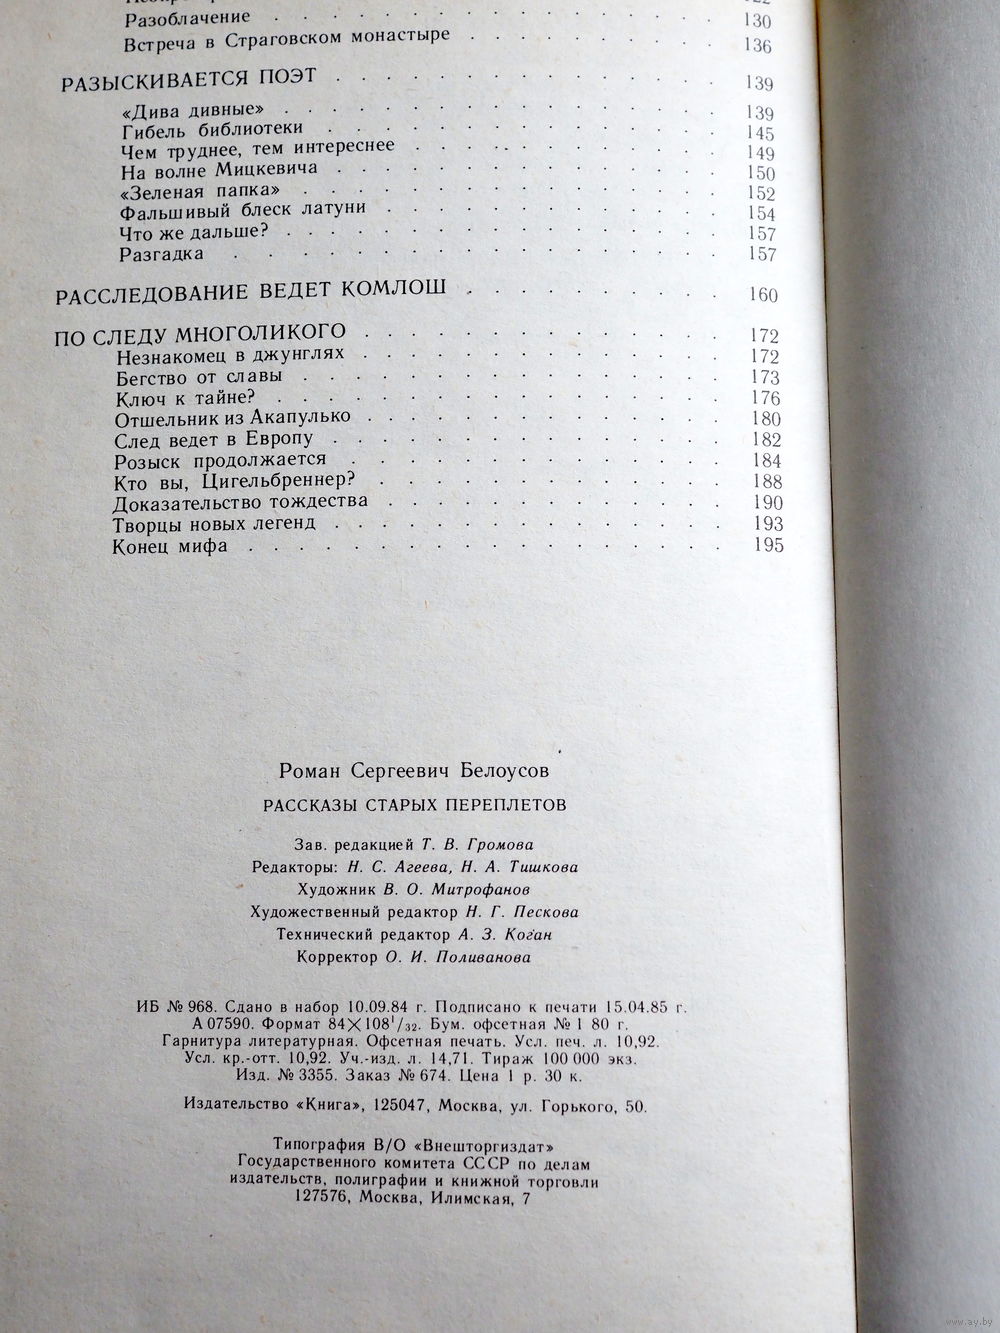 122
Разоблачение . . . . . . . . . . . . . . . . . . 130
Встреча в Страговском монастыре . . . . . . . . . . 136
РАЗЫСКИВАЕТСЯ ПОЭТ . . . . . . . . . . . . . . . . 139
«Дива дивные» . . . . . . . . . . . . . . . . . . 139
Гибель библиотеки . . . . . . . . . . . . . . . . 145
Чем труднее, тем интереснее . . . . . . . . . . . . 149
На волне Мицкевича . . . . . . . . . . . . . . . . 150
«Зеленая папка» . . . . . . . . . . . . . . . . . 152
Фальшивый блеск латуни . . . . . . . . . . . . . . 154
Что же дальше? . . . . . . . . . . . . . . . . . . 157
Разгадка . . . . . . . . . . . . . . . . . . . . 157
РАССЛЕДОВАНИЕ ВЕДЕТ КОМЛОШ . . . . . . . . . . 160
ПО СЛЕДУ МНОГОЛИКОГО . . . . . . . . . . . . . . 172
Незнакомец в джунглях . . . . . . . . . . . . . . 172
Бегство от славы . . . . . . . . . . . . . . . . . 173
Ключ к тайне? . . . . . . . . . . . . . . . . . . 176
Отшельник из Акапулько . . . . . . . . . . . . . . 180
След ведет в Европу . . . . . . . . . . . . . . . . 182
Розыск продолжается . . . . . . . . . . . . . . . 184
Кто вы, Цигельбреннер? . . . . . . . . . . . . . . 188
Доказательство тождества . . . . . . . . . . . . . 190
Творцы новых легенд . . . . . . . . . . . . . . . 193
Конец мифа . . . . . . . . . . . . . . . . . . . 195
Роман Сергеевич Белоусов
РАССКАЗЫ СТАРЫХ ПЕРЕПЛЕТОВ
Зав. редакцией Т. В. Громова
Редакторы: Н. С. Агеева, Н. А. Тишкова
Художник В. О. Митрофанов
Художественный редактор Н. Г. Пескова
Технический редактор А. З. Коган
Корректор О. И. Поливанова
ИБ № 968. Сдано в набор 10.09.84 г. Подписано к печати 15.04.85 г.
А 07590. Формат 84×108¹/₃₂. Бум. офсетная № 1 80 г.
Гарнитура литературная. Офсетная печать. Усл. печ. л. 10,92.
Усл. кр.-отт. 10,92. Уч.-изд. л. 14,71. Тираж 100 000 экз.
Изд. № 3355. Заказ № 674. Цена 1 р. 30 к.
Издательство «Книга», 125047, Москва, ул. Горького, 50.
Типография В/О «Внешторгиздат»
Государственного комитета СССР по делам
издательств, полиграфии и книжной торговли
127576, Москва, Илимская, 7
www.ay.by